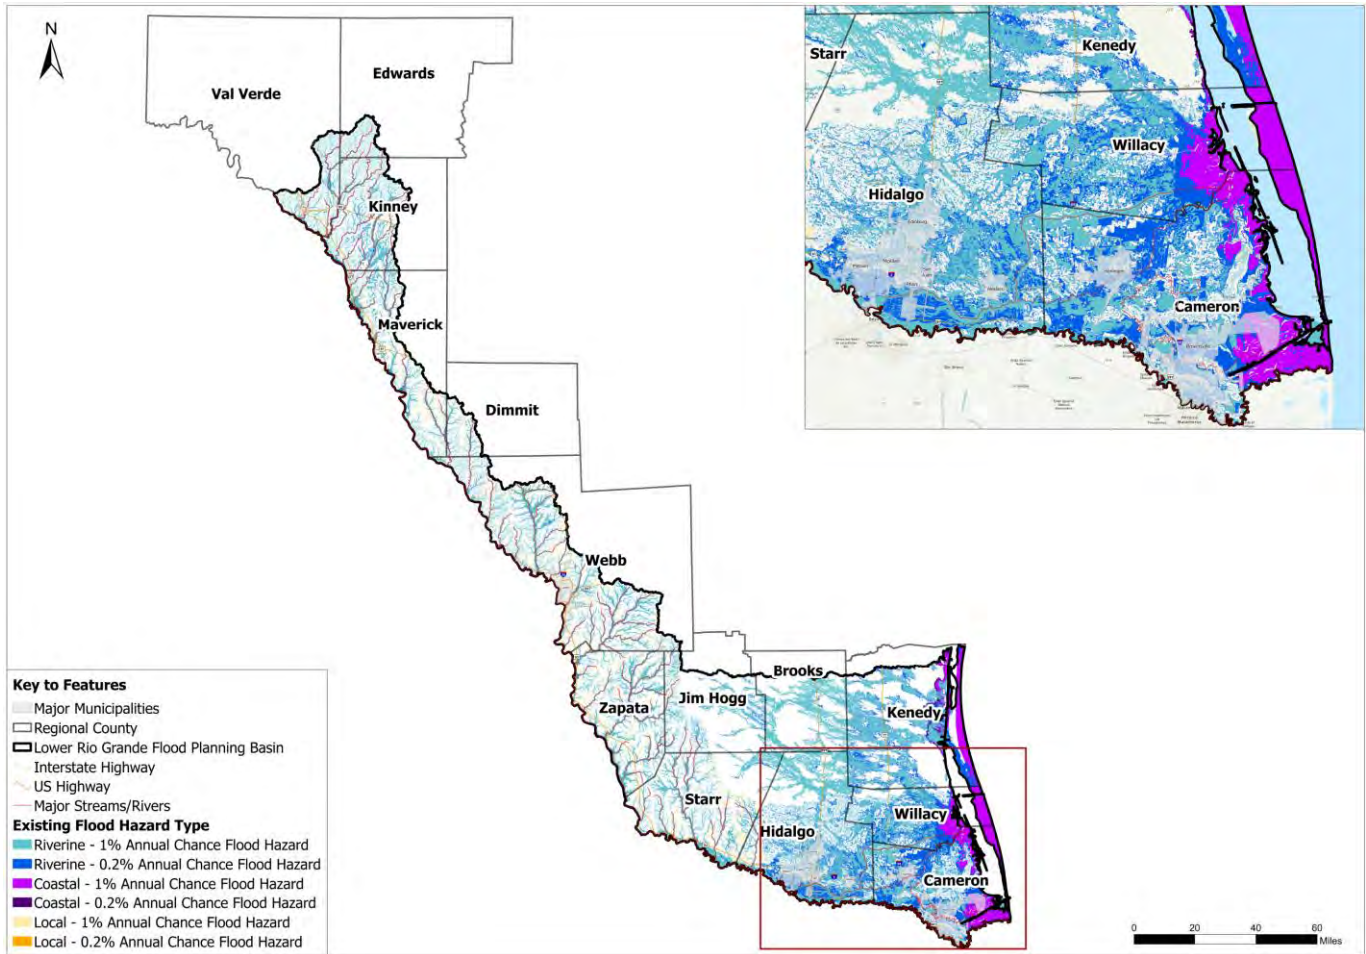 N
Val Verde
Edwards
Kinney
Maverick
Dimmit
Webb
Zapata
Jim Hogg
Brooks
Kenedy
Starr
Hidalgo
Willacy
Cameron
Starr
Kenedy
Willacy
Hidalgo
Cameron
Key to Features
Major Municipalities
Regional County
Lower Rio Grande Flood Planning Basin
Interstate Highway
US Highway
Major Streams/Rivers
Existing Flood Hazard Type
Riverine - 1% Annual Chance Flood Hazard
Riverine - 0.2% Annual Chance Flood Hazard
Coastal - 1% Annual Chance Flood Hazard
Coastal - 0.2% Annual Chance Flood Hazard
Local - 1% Annual Chance Flood Hazard
Local - 0.2% Annual Chance Flood Hazard
0 20 40 60
Miles